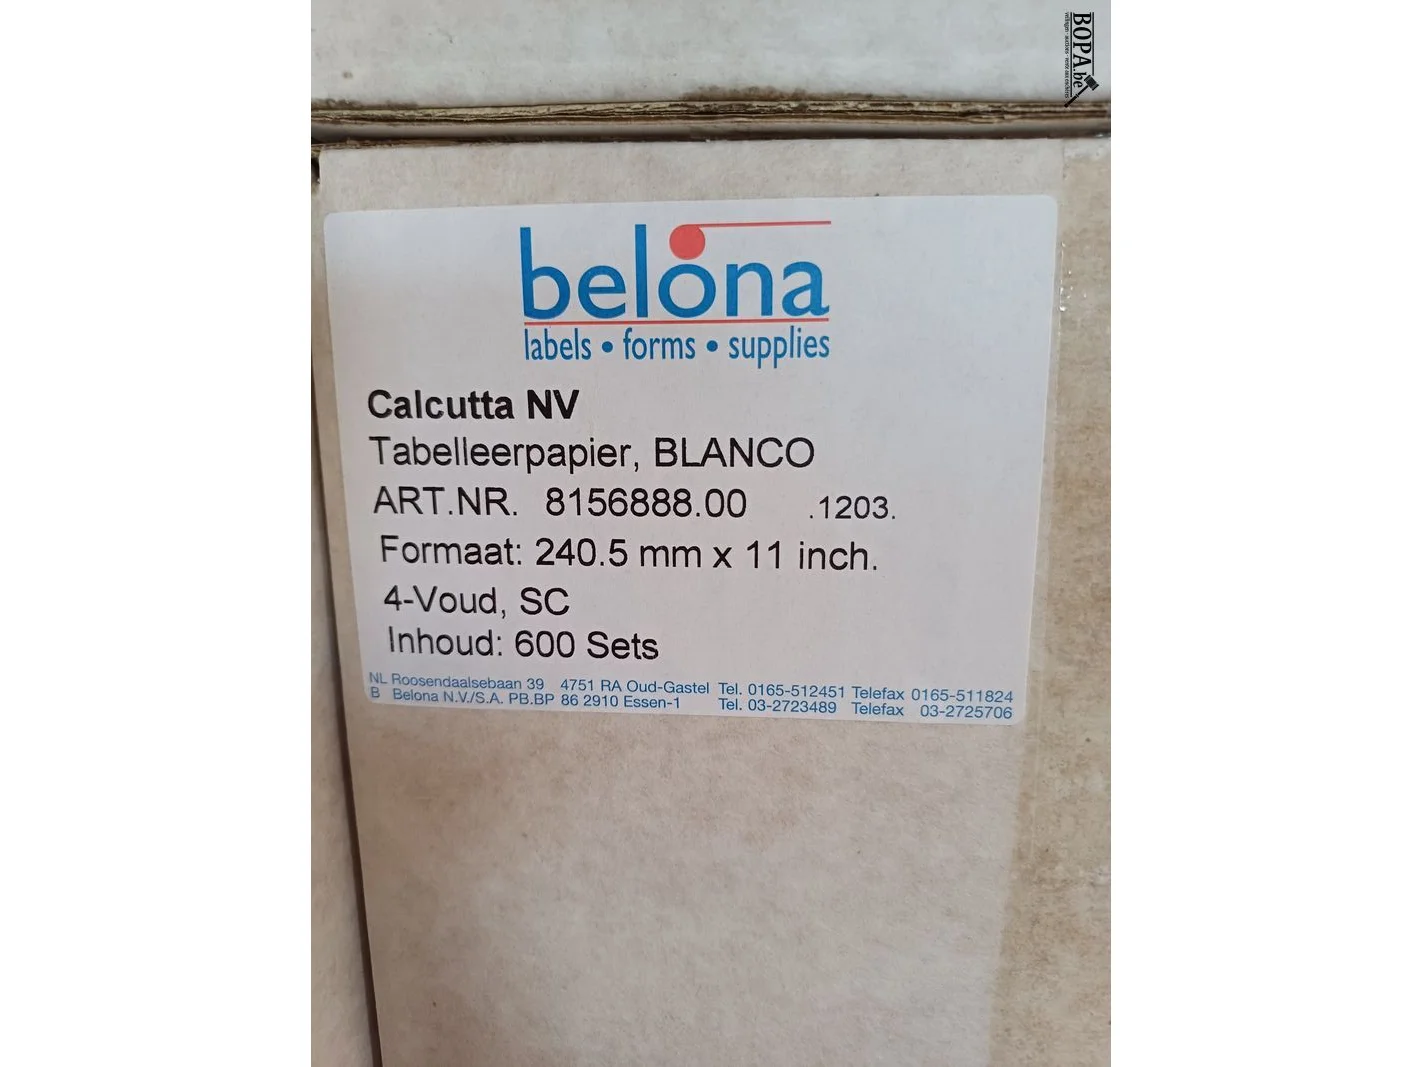 BOPA.be
belona
labels • forms • supplies
Calcutta NV
Tabelleerpapier, BLANCO
ART.NR. 8156888.00 .1203.
Formaat: 240.5 mm x 11 inch.
4-Voud, SC
Inhoud: 600 Sets
NL Roosendaalsebaan 39 4751 RA Oud-Gastel Tel. 0165-512451 Telefax 0165-511824
B Belona N.V./S.A. PB.BP 86 2910 Essen-1 Tel. 03-2723489 Telefax 03-2725706